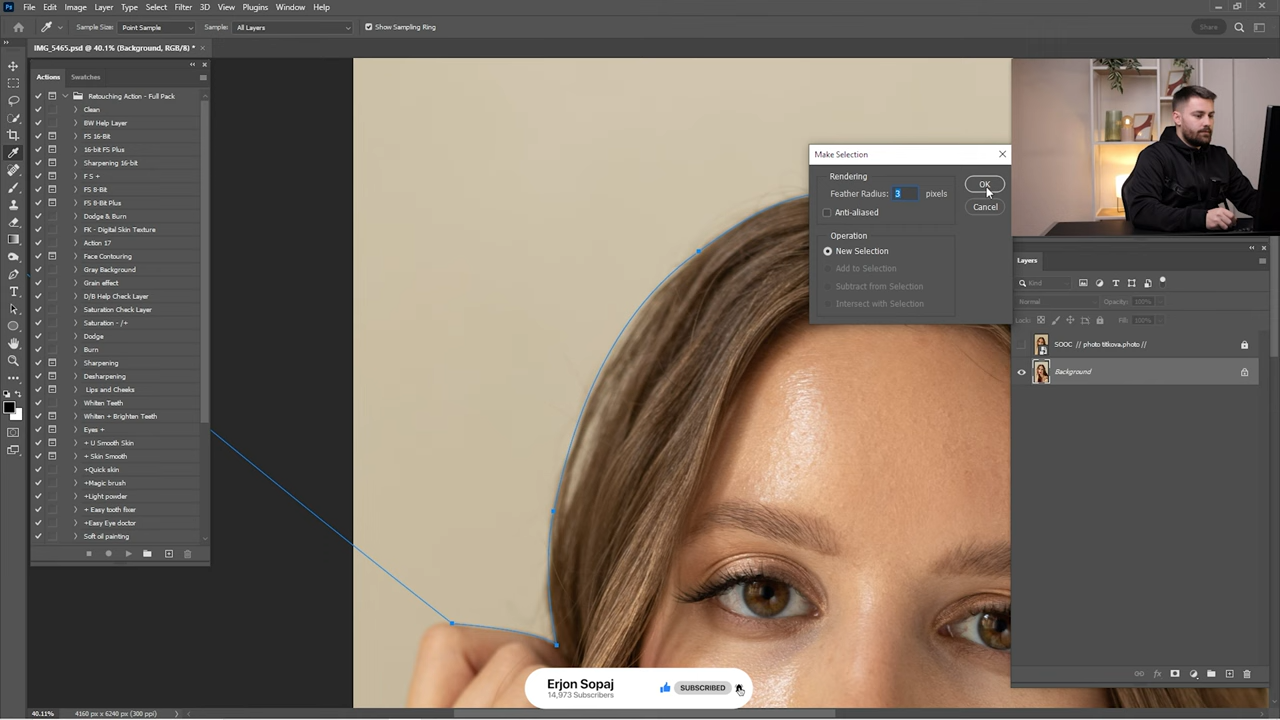 Ps File Edit Image Layer Type Select Filter 3D View Plugins Window Help
Sample Size: Point Sample Sample: All Layers Show Sampling Ring Share
IMG_5465.psd @ 40.1% (Background, RGB/8) *
Actions Swatches
Retouching Action - Full Pack
Clean
BW Help Layer
FS 16-Bit
16-bit FS Plus
Sharpening 16-bit
F S +
FS 8-Bit
FS 8-Bit Plus
Dodge & Burn
FK - Digital Skin Texture
Action 17
Face Contouring
Gray Background
Grain effect
D/B Help Check Layer
Saturation Check Layer
Saturation - /+
Dodge
Burn
Sharpening
Desharpening
Lips and Cheeks
Whiten Teeth
Whiten + Brighten Teeth
Eyes +
+ U Smooth Skin
+ Skin Smooth
+Quick skin
+Magic brush
+Light powder
+ Easy tooth fixer
+Easy Eye doctor
Soft oil painting
Make Selection
Rendering
Feather Radius: 3 pixels
Anti-aliased
OK
Cancel
Operation
New Selection
Add to Selection
Subtract from Selection
Intersect with Selection
Layers
Kind
Normal Opacity: 100%
Lock: Fill: 100%
SOOC // photo titkova.photo //
Background
Erjon Sopaj
14,973 Subscribers
SUBSCRIBED
40.11% 4160 px x 6240 px (300 ppi)